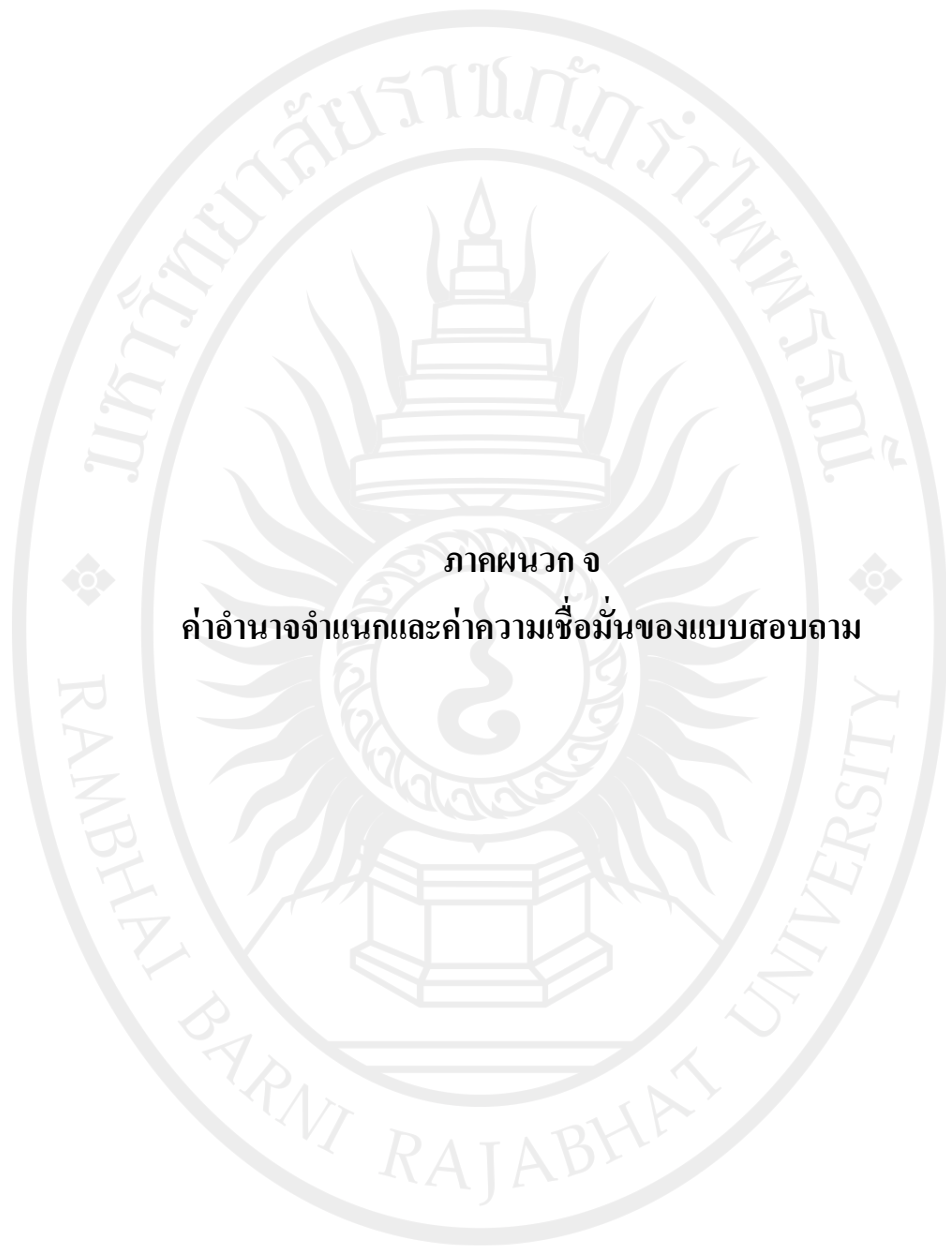 มหาวิทยาลัยราชภัฏรำไพพรรณี
ภาคผนวก จ
ค่าอำนาจจำแนกและค่าความเชื่อมั่นของแบบสอบถาม
RAMBHAI BARNI RAJABHAT UNIVERSITY